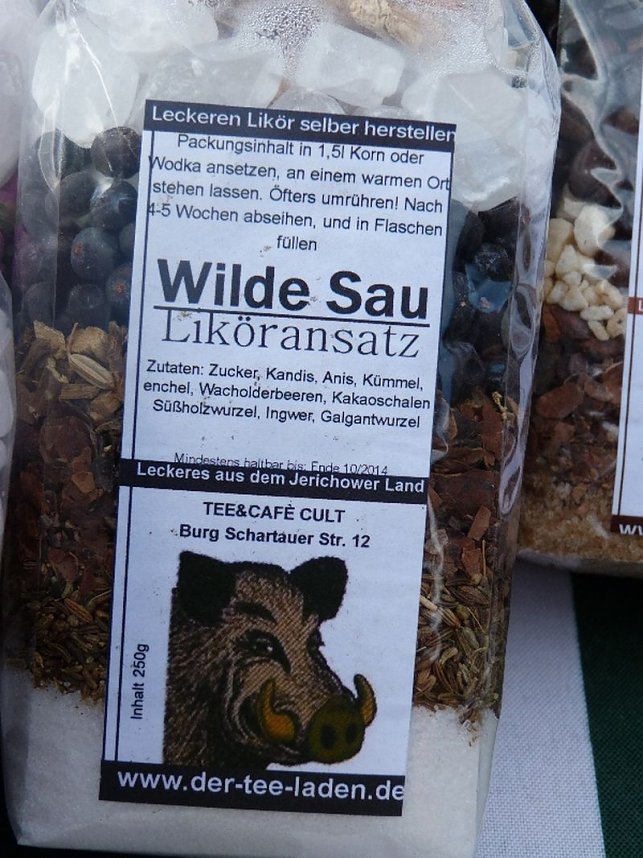 Leckeren Likör selber herstellen
Packungsinhalt in 1,5l Korn oder
Wodka ansetzen, an einem warmen Ort
stehen lassen. Öfters umrühren! Nach
4-5 Wochen abseihen, und in Flaschen
füllen
Wilde Sau
Liköransatz
Zutaten: Zucker, Kandis, Anis, Kümmel,
enchel, Wacholderbeeren, Kakaoschalen
Süßholzwurzel, Ingwer, Galgantwurzel
Mindestens haltbar bis: Ende 10/2014
Leckeres aus dem Jerichower Land
TEE&CAFÈ CULT
Burg Schartauer Str. 12
Inhalt 250g
www.der-tee-laden.de